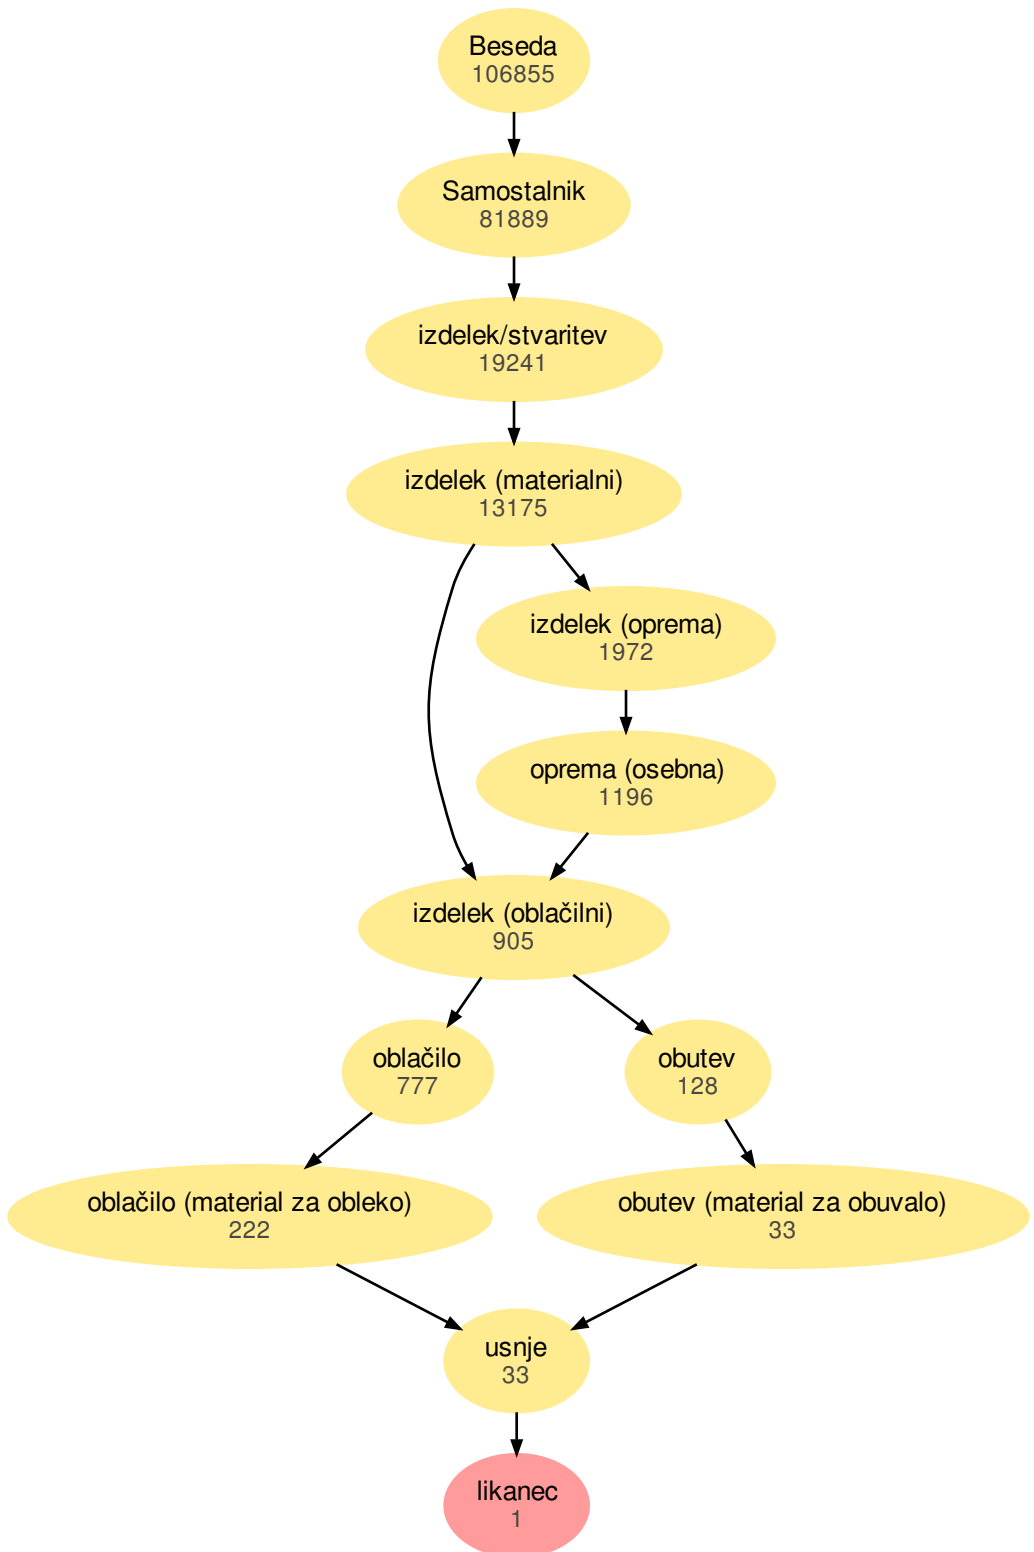 Beseda
106855
Samostalnik
81889
izdelek/stvaritev
19241
izdelek (materialni)
13175
izdelek (oprema)
1972
oprema (osebna)
1196
izdelek (oblačilni)
905
oblačilo
777
obutev
128
oblačilo (material za obleko)
222
obutev (material za obuvalo)
33
usnje
33
likanec
1